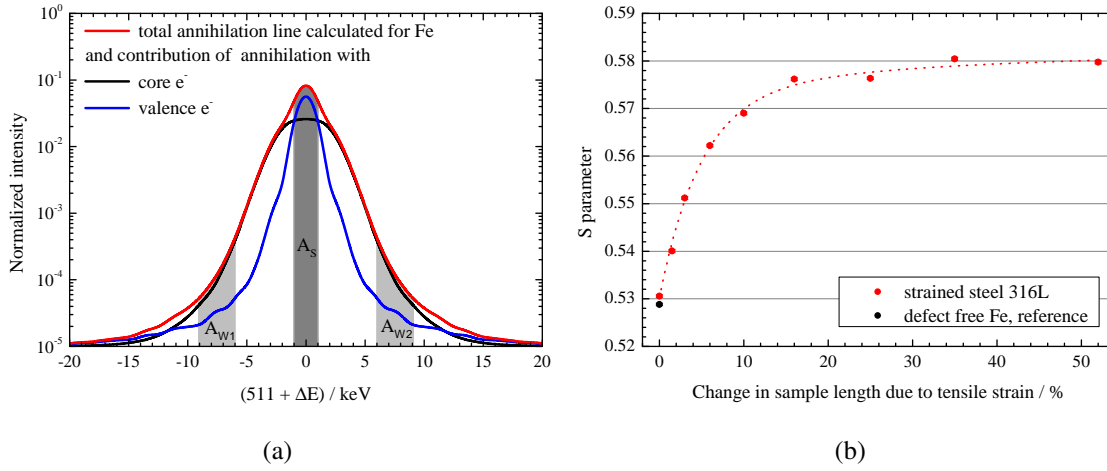 10⁰
10⁻¹
10⁻²
10⁻³
10⁻⁴
10⁻⁵
Normalized intensity
total annihilation line calculated for Fe
and contribution of annihilation with
core e⁻
valence e⁻
A_S
A_W1
A_W2
-20 -15 -10 -5 0 5 10 15 20
(511 + ΔE) / keV
(a)
0.59
0.58
0.57
0.56
0.55
0.54
0.53
0.52
S parameter
strained steel 316L
defect free Fe, reference
0 10 20 30 40 50
Change in sample length due to tensile strain / %
(b)